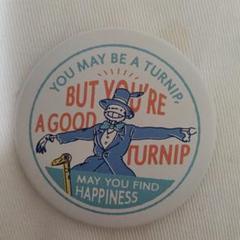 YOU MAY BE A TURNIP,
BUT YOU'RE
A GOOD
TURNIP
MAY YOU FIND
HAPPINESS